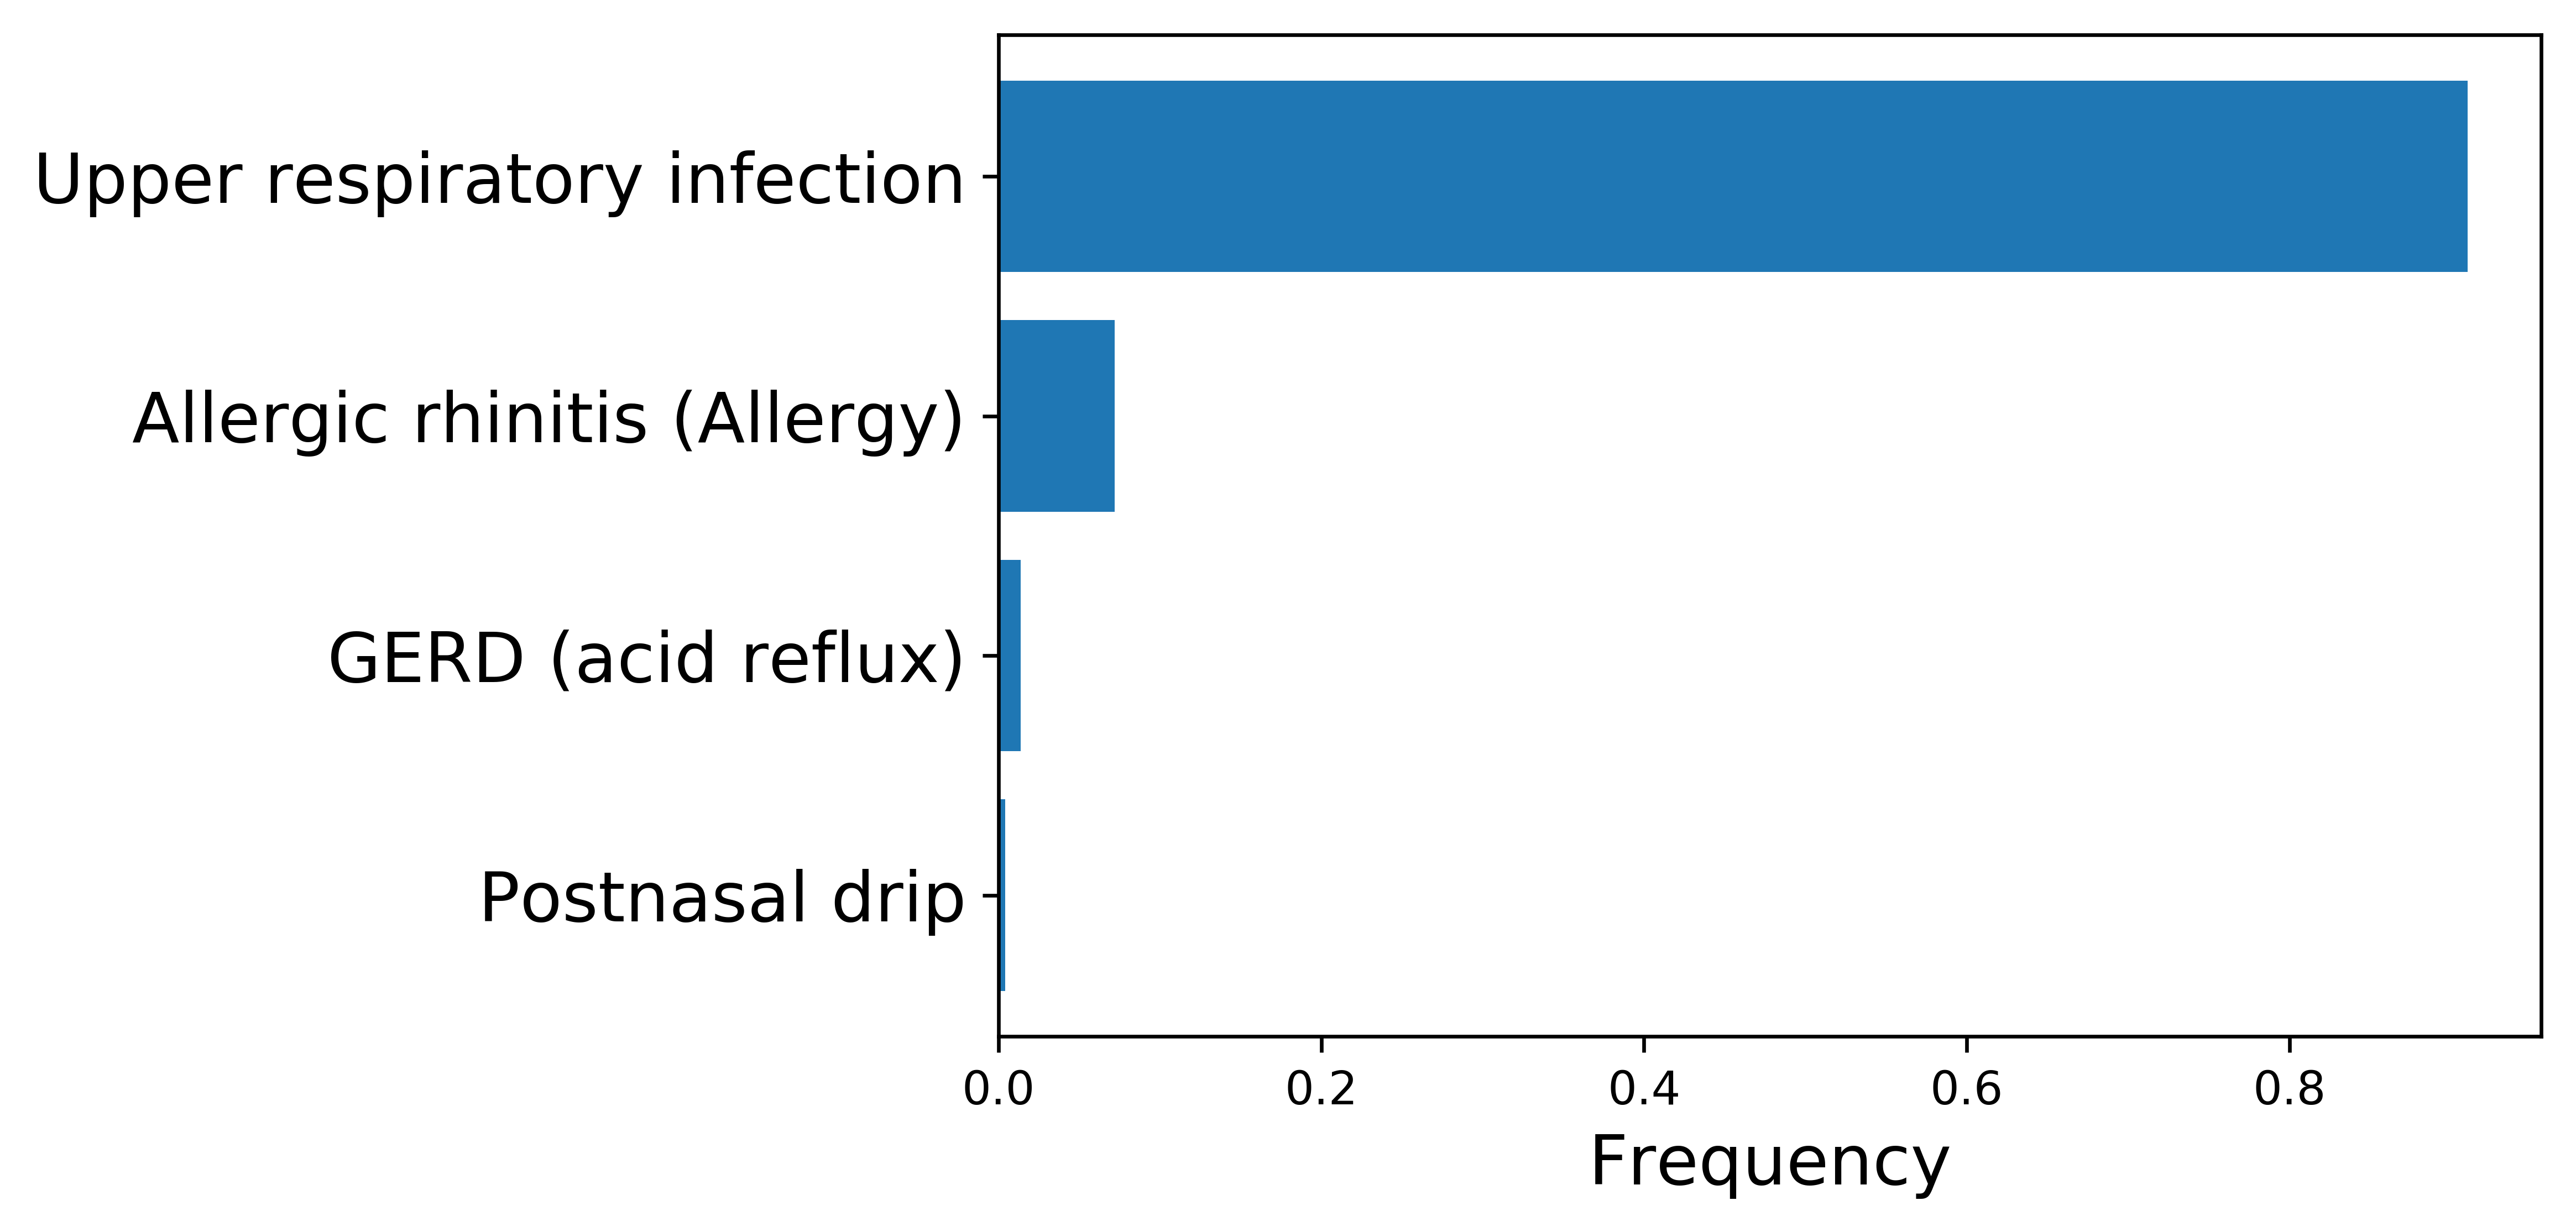 Upper respiratory infection
Allergic rhinitis (Allergy)
GERD (acid reflux)
Postnasal drip
0.0 0.2 0.4 0.6 0.8
Frequency